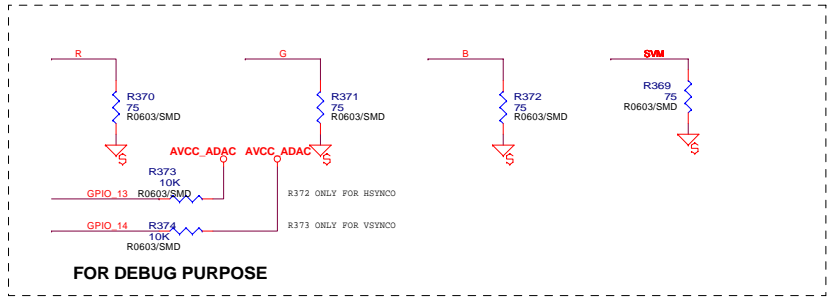 R
G
B
SVM
R370
75
R0603/SMD
R371
75
R0603/SMD
R372
75
R0603/SMD
R369
75
R0603/SMD
S
S
S
S
AVCC_ADAC
AVCC_ADAC
R373
10K
R0603/SMD
GPIO_13
R372 ONLY FOR HSYNCO
GPIO_14
R374
10K
R0603/SMD
R373 ONLY FOR VSYNCO
FOR DEBUG PURPOSE